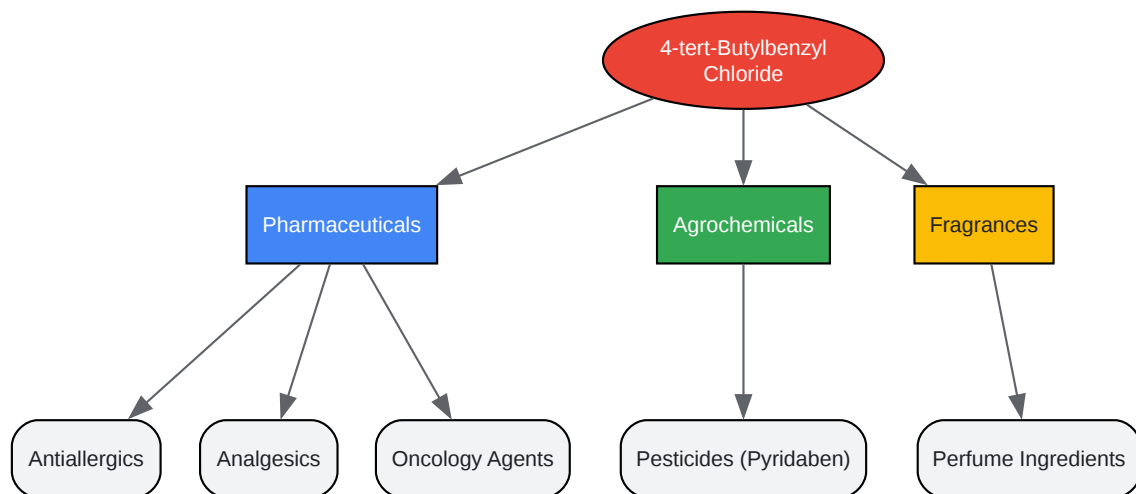 4-tert-Butylbenzyl
Chloride
Pharmaceuticals
Agrochemicals
Fragrances
Antiallergics
Analgesics
Oncology Agents
Pesticides (Pyridaben)
Perfume Ingredients